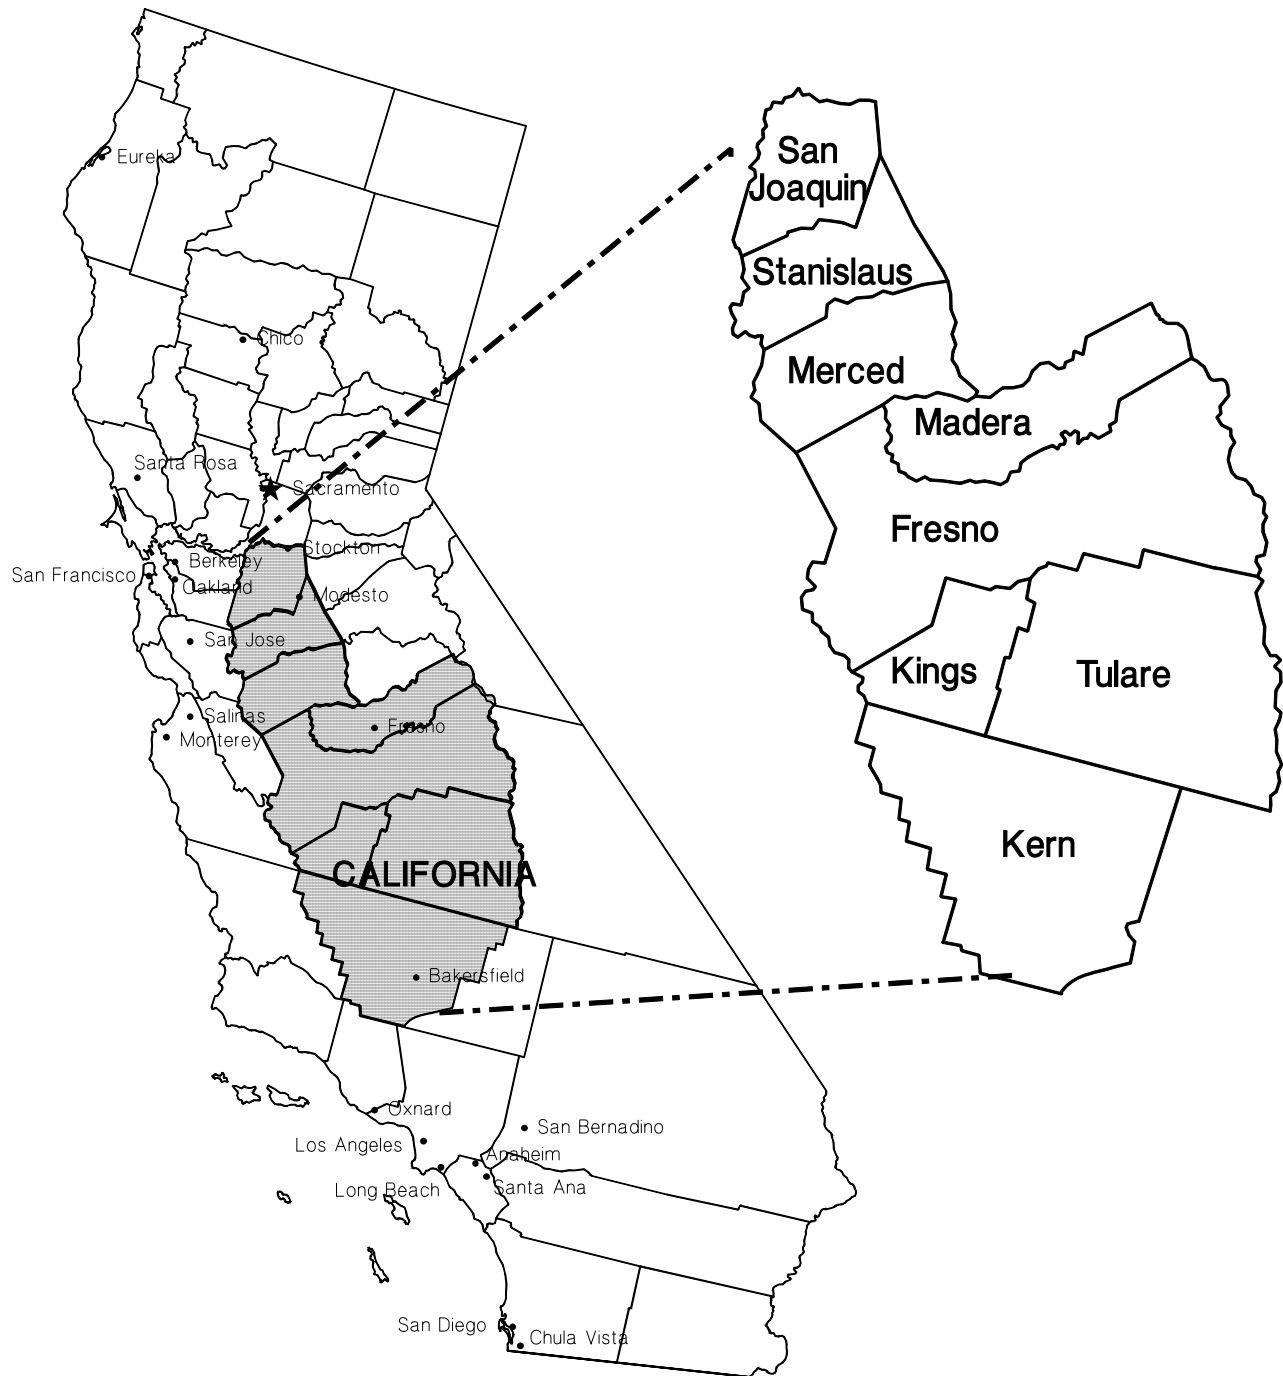 San
Joaquin
Eureka
Stanislaus
Chico
Merced
Madera
Santa Rosa
Sacramento
Fresno
Stockton
Berkeley
San Francisco
Oakland
Modesto
San Jose
Kings
Tulare
Salinas
Fresno
Monterey
Kern
CALIFORNIA
Bakersfield
Oxnard
San Bernadino
Los Angeles
Anaheim
Long Beach
Santa Ana
San Diego
Chula Vista